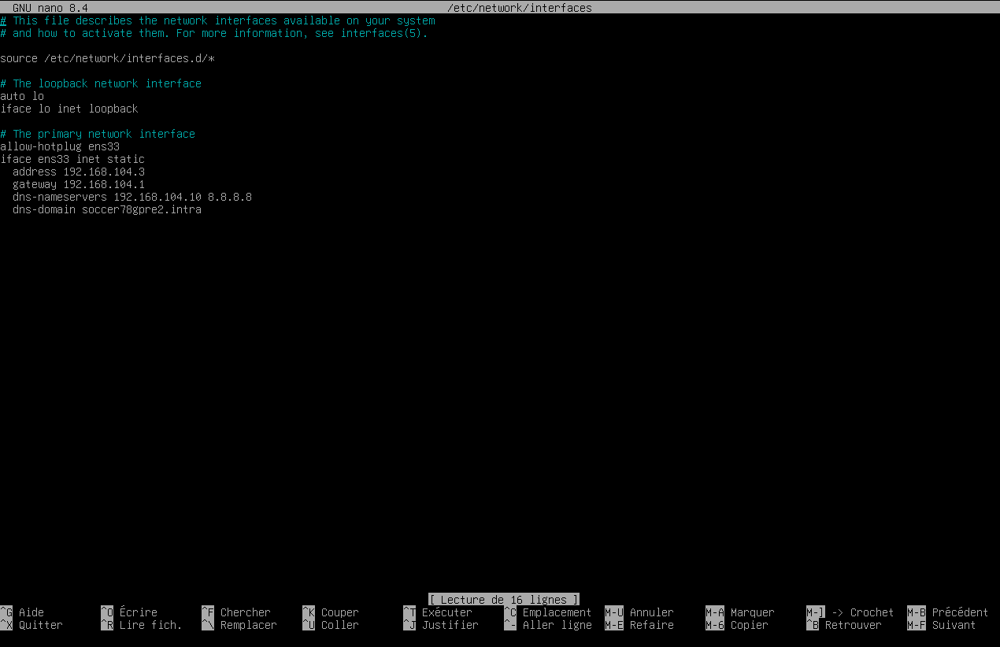 GNU nano 8.4 /etc/network/interfaces
# This file describes the network interfaces available on your system
# and how to activate them. For more information, see interfaces(5).
source /etc/network/interfaces.d/*
# The loopback network interface
auto lo
iface lo inet loopback
# The primary network interface
allow-hotplug ens33
iface ens33 inet static
address 192.168.104.3
gateway 192.168.104.1
dns-nameservers 192.168.104.10 8.8.8.8
dns-domain soccer78gpre2.intra
[ Lecture de 16 lignes ]
^G Aide ^O Écrire ^F Chercher ^K Couper ^T Exécuter ^C Emplacement M-U Annuler M-A Marquer M-] -> Crochet M-B Précédent
^X Quitter ^R Lire fich. ^\ Remplacer ^U Coller ^J Justifier ^- Aller ligne M-E Refaire M-6 Copier ^B Retrouver M-F Suivant